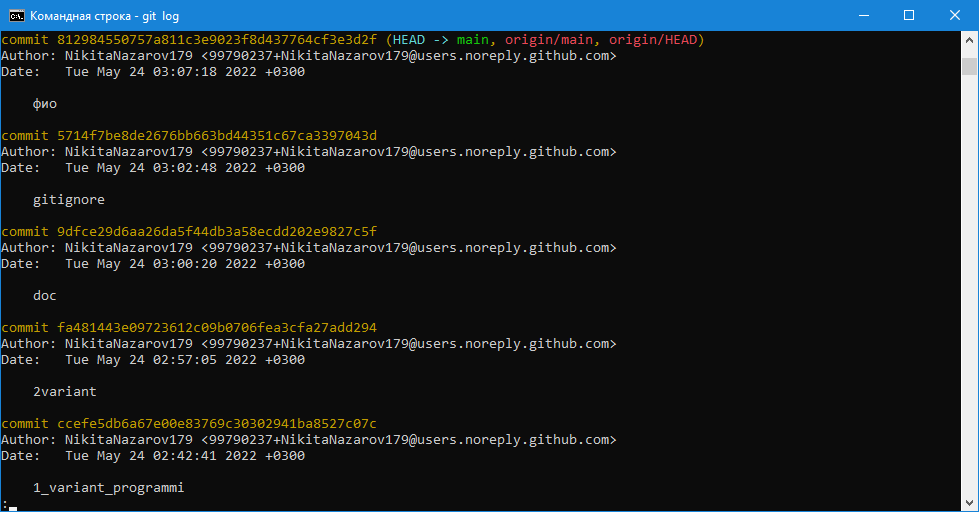 Командная строка - git log
commit 812984550757a811c3e9023f8d437764cf3e3d2f (HEAD -> main, origin/main, origin/HEAD)
Author: NikitaNazarov179 <99790237+NikitaNazarov179@users.noreply.github.com>
Date:   Tue May 24 03:07:18 2022 +0300
фио
commit 5714f7be8de2676bb663bd44351c67ca3397043d
Author: NikitaNazarov179 <99790237+NikitaNazarov179@users.noreply.github.com>
Date:   Tue May 24 03:02:48 2022 +0300
gitignore
commit 9dfce29d6aa26da5f44db3a58ecdd202e9827c5f
Author: NikitaNazarov179 <99790237+NikitaNazarov179@users.noreply.github.com>
Date:   Tue May 24 03:00:20 2022 +0300
doc
commit fa481443e09723612c09b0706fea3cfa27add294
Author: NikitaNazarov179 <99790237+NikitaNazarov179@users.noreply.github.com>
Date:   Tue May 24 02:57:05 2022 +0300
2variant
commit ccefe5db6a67e00e83769c30302941ba8527c07c
Author: NikitaNazarov179 <99790237+NikitaNazarov179@users.noreply.github.com>
Date:   Tue May 24 02:42:41 2022 +0300
1_variant_programmi
: